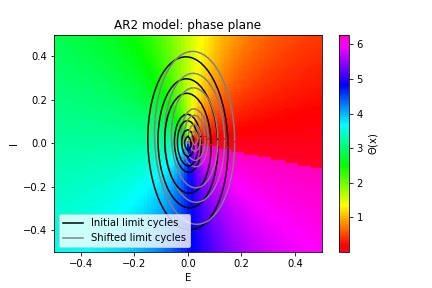 AR2 model: phase plane
0.4
0.2
0.0
−0.2
−0.4
I
Initial limit cycles
Shifted limit cycles
−0.4
−0.2
0.0
0.2
0.4
E
6
5
4
3
2
1
Θ(x)